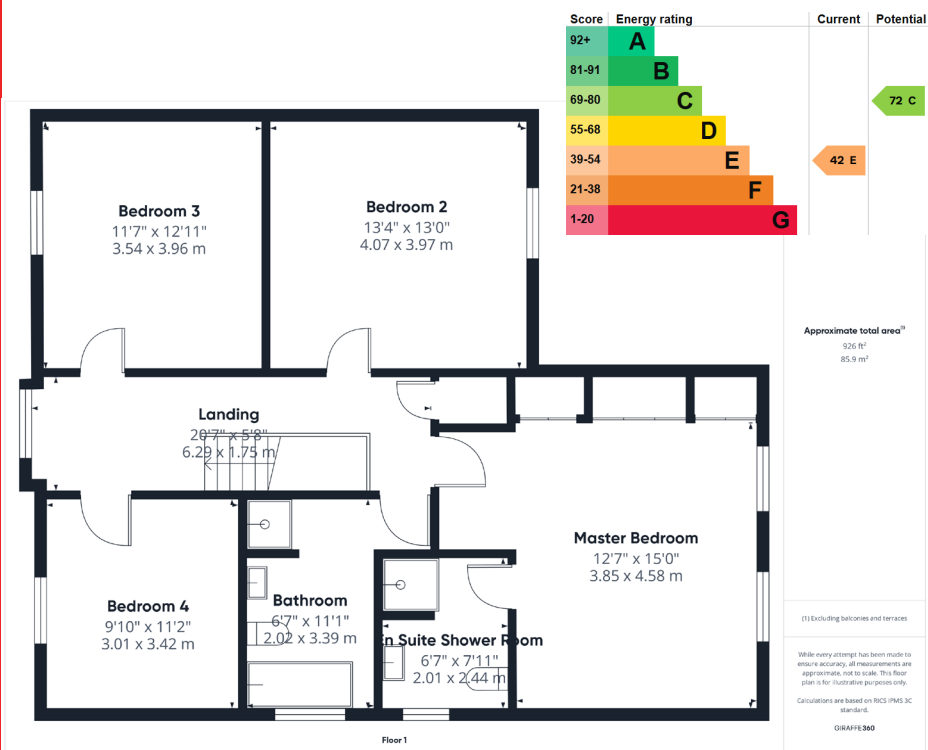 Score Energy rating Current Potential
92+ A
81-91 B
69-80 C 72 C
55-68 D
39-54 E 42 E
21-38 F
1-20 G
Bedroom 3
11'7" x 12'11"
3.54 x 3.96 m
Bedroom 2
13'4" x 13'0"
4.07 x 3.97 m
Landing
20'7" x 5'8"
6.29 x 1.75 m
Master Bedroom
12'7" x 15'0"
3.85 x 4.58 m
Bedroom 4
9'10" x 11'2"
3.01 x 3.42 m
Bathroom
6'7" x 11'1"
2.02 x 3.39 m
En Suite Shower Room
6'7" x 7'11"
2.01 x 2.44 m
Floor 1
Approximate total area(1)
926 ft²
85.9 m²
(1) Excluding balconies and terraces
While every attempt has been made to
ensure accuracy, all measurements are
approximate, not to scale. This floor
plan is for illustrative purposes only.
Calculations are based on RICS IPMS 3C
standard.
GIRAFFE360